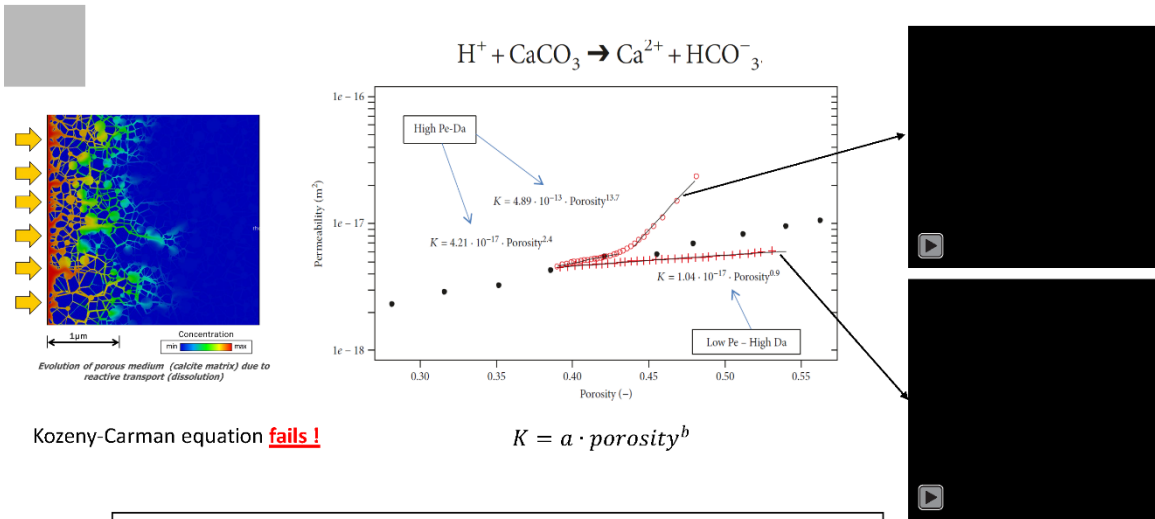 H⁺ + CaCO₃ ➔ Ca²⁺ + HCO⁻₃.
1e − 16
1e − 17
1e − 18
Permeability (m²)
High Pe-Da
K = 4.89 · 10⁻¹³ · Porosity¹³·⁷
K = 4.21 · 10⁻¹⁷ · Porosity²·⁴
K = 1.04 · 10⁻¹⁷ · Porosity⁰·⁹
Low Pe – High Da
0.30 0.35 0.40 0.45 0.50 0.55
Porosity (−)
1μm
Concentration
min max
Evolution of porous medium (calcite matrix) due to
reactive transport (dissolution)
Kozeny-Carman equation fails !
K = a · porosityᵇ